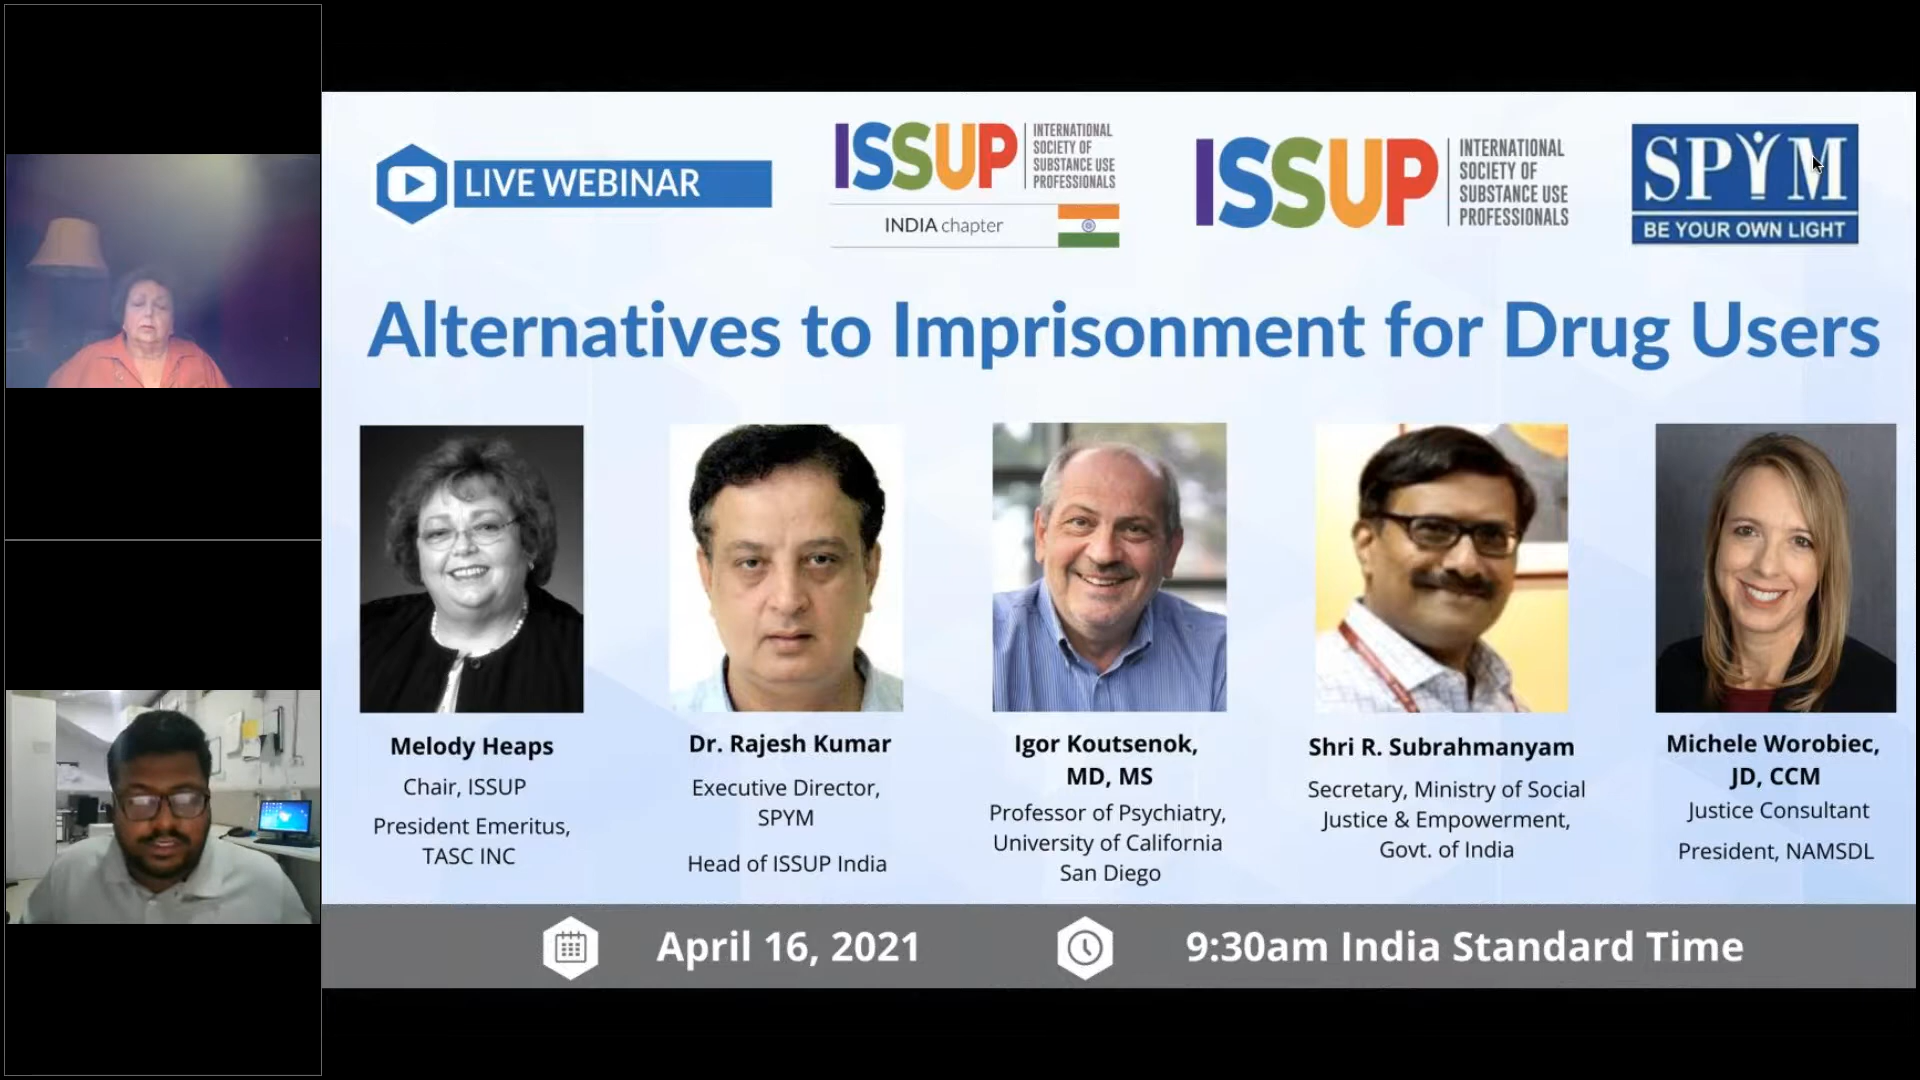 LIVE WEBINAR
ISSUP
INTERNATIONAL
SOCIETY OF
SUBSTANCE USE
PROFESSIONALS
INDIA chapter
ISSUP
INTERNATIONAL
SOCIETY OF
SUBSTANCE USE
PROFESSIONALS
SPYM
BE YOUR OWN LIGHT
Alternatives to Imprisonment for Drug Users
Melody Heaps
Chair, ISSUP
President Emeritus,
TASC INC
Dr. Rajesh Kumar
Executive Director,
SPYM
Head of ISSUP India
Igor Koutsenok,
MD, MS
Professor of Psychiatry,
University of California
San Diego
Shri R. Subrahmanyam
Secretary, Ministry of Social
Justice & Empowerment,
Govt. of India
Michele Worobiec,
JD, CCM
Justice Consultant
President, NAMSDL
April 16, 2021
9:30am India Standard Time